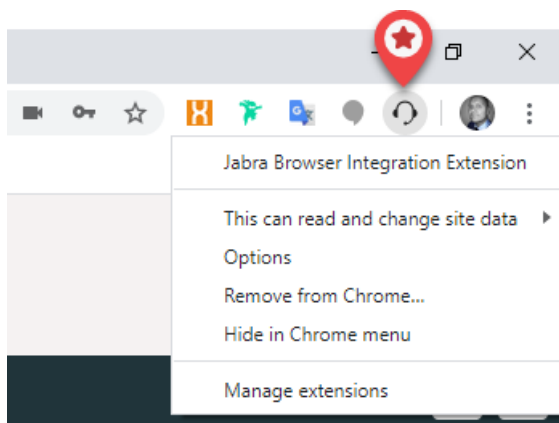 Jabra Browser Integration Extension
This can read and change site data
Options
Remove from Chrome...
Hide in Chrome menu
Manage extensions